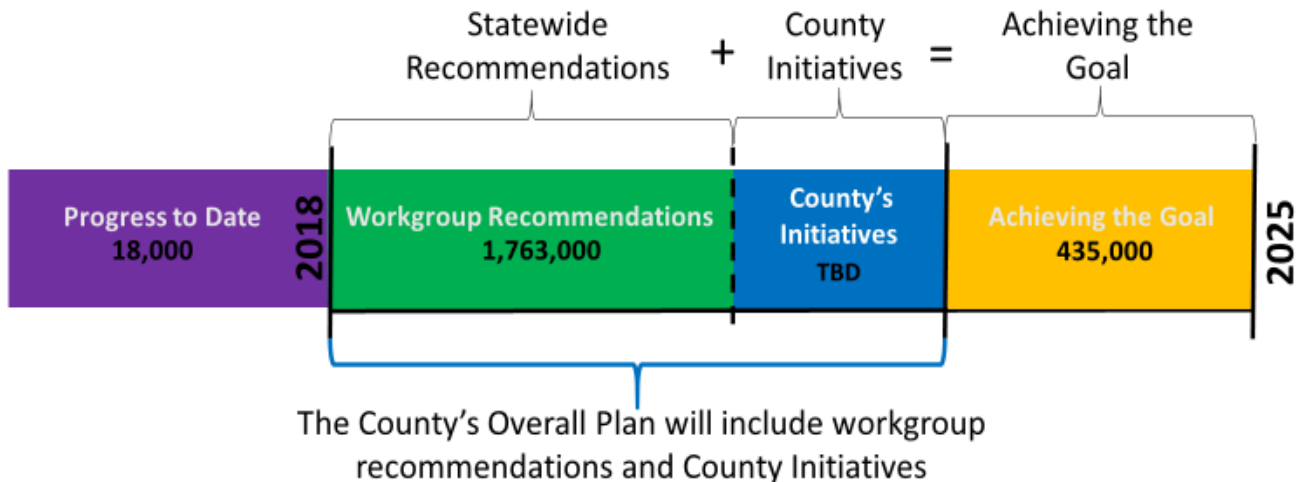 Statewide
Recommendations
+
County
Initiatives
=
Achieving the
Goal
Progress to Date
18,000
2018
Workgroup Recommendations
1,763,000
County's
Initiatives
TBD
Achieving the Goal
435,000
2025
The County's Overall Plan will include workgroup
recommendations and County Initiatives